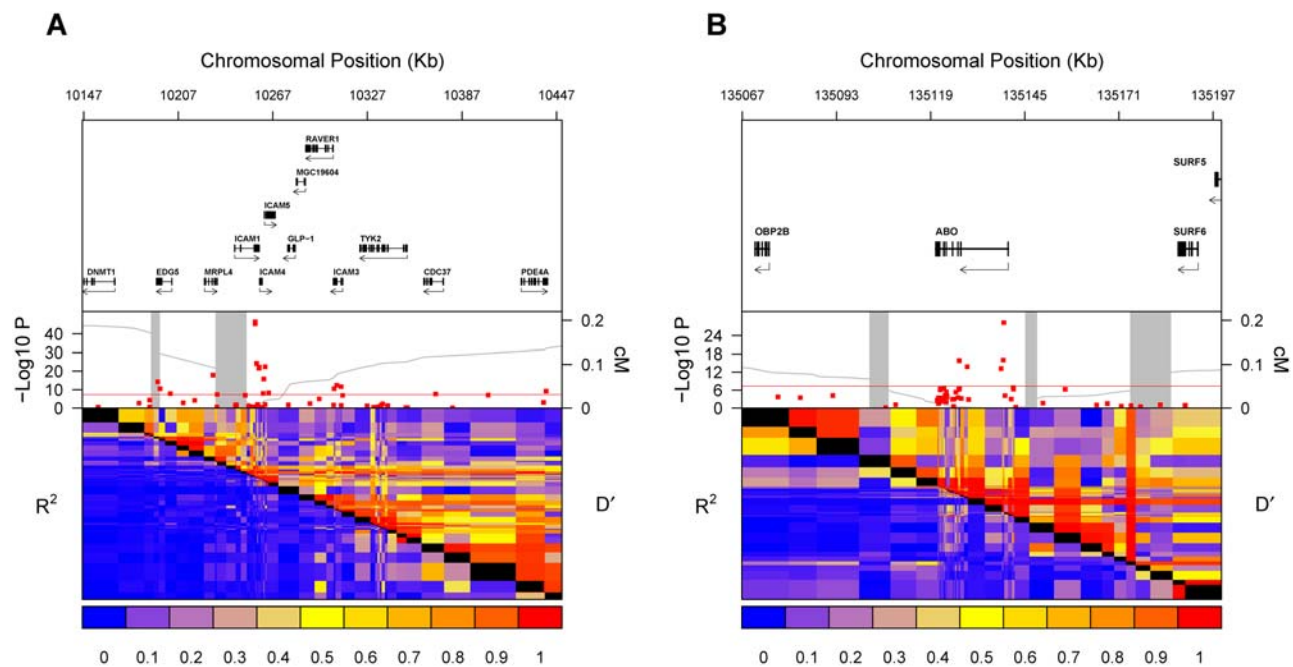 A
Chromosomal Position (Kb)
10147 10207 10267 10327 10387 10447
RAVER1
MGC19604
ICAM5
ICAM1 GLP−1 TYK2
DNMT1 EDG5 MRPL4 ICAM4 ICAM3 CDC37 PDE4A
−Log10 P
40
30
20
10
0
0.2
0.1
0
cM
R²
D′
0 0.1 0.2 0.3 0.4 0.5 0.6 0.7 0.8 0.9 1
B
Chromosomal Position (Kb)
135067 135093 135119 135145 135171 135197
SURF5
OBP2B ABO SURF6
−Log10 P
24
18
12
6
0
0.2
0.1
0
cM
R²
D′
0 0.1 0.2 0.3 0.4 0.5 0.6 0.7 0.8 0.9 1